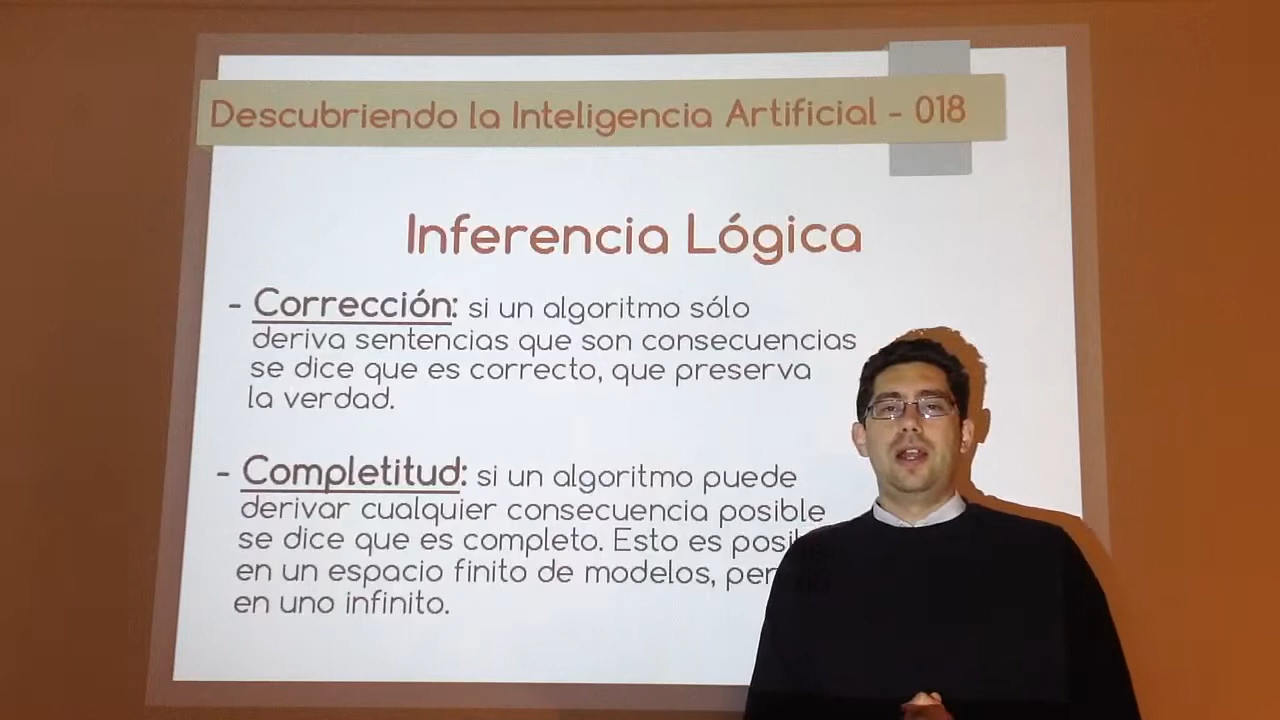 Descubriendo la Inteligencia Artificial - 018
Inferencia Lógica
- Corrección: si un algoritmo sólo
deriva sentencias que son consecuencias
se dice que es correcto, que preserva
la verdad.
- Completitud: si un algoritmo puede
derivar cualquier consecuencia posible
se dice que es completo. Esto es
en un espacio finito de modelos,
en uno infinito.